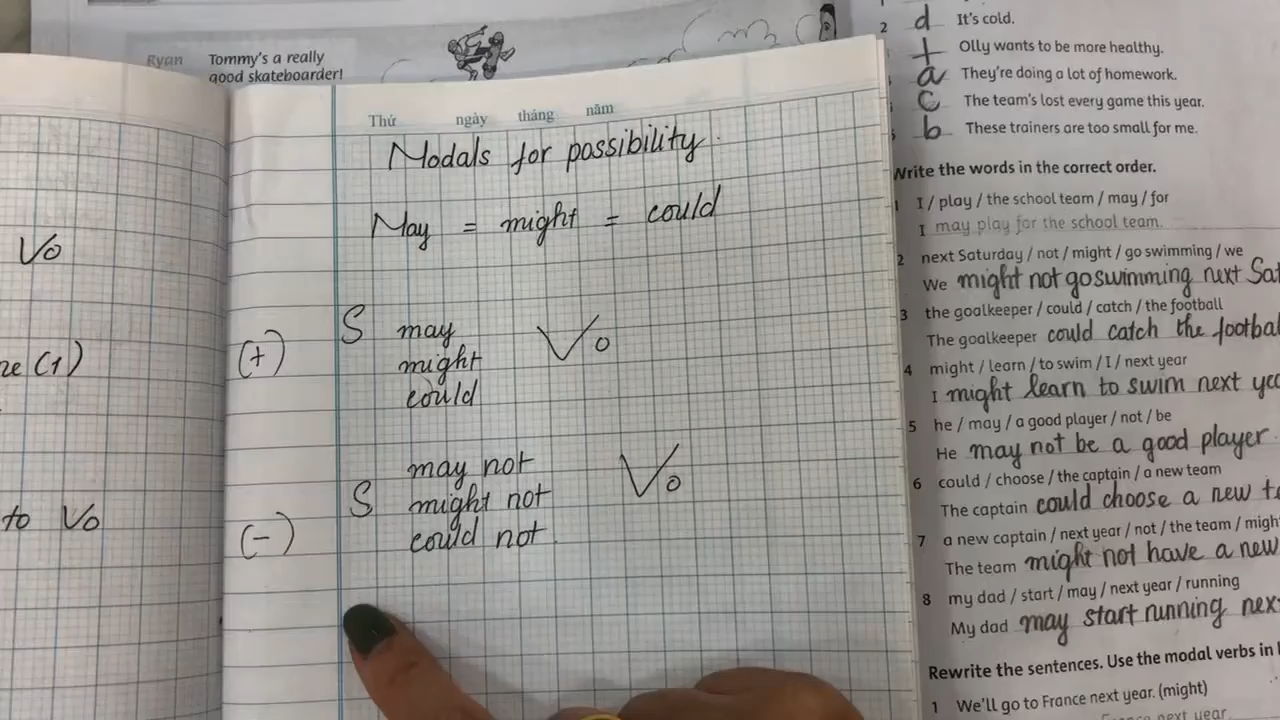 Ryan Tommy's a really
good skateboarder!
Thứ ngày tháng năm
Modals for possibility.
May = might = could
(+) S may Vo
might
could
may not
(-) S might not Vo
could not.
Vo
re (1)
to Vo
2 d It's cold.
f Olly wants to be more healthy.
a They're doing a lot of homework.
c The team's lost every game this year.
b These trainers are too small for me.
Write the words in the correct order.
1 I / play / the school team / may / for
I may play for the school team.
2 next Saturday / not / might / go swimming / we
We might not go swimming next Sat
3 the goalkeeper / could / catch / the football
The goalkeeper could catch the footbal
4 might / learn / to swim / I / next year
I might learn to swim next yea
5 he / may / a good player / not / be
He may not be a good player.
6 could / choose / the captain / a new team
The captain could choose a new te
7 a new captain / next year / not / the team / migh
The team might not have a new
8 my dad / start / may / next year / running
My dad may start running nex
Rewrite the sentences. Use the modal verbs in
1 We'll go to France next year. (might)
next year